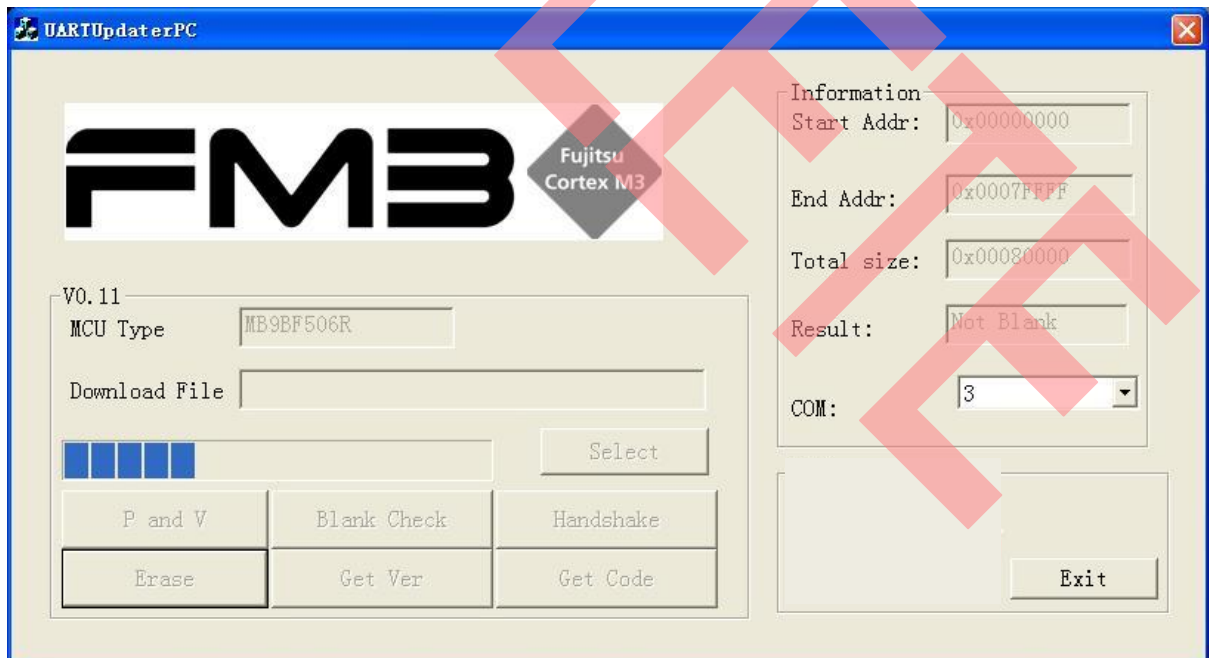 UARTUpdaterPC
FM3
Fujitsu
Cortex M3
Information
Start Addr: 0x00000000
End Addr: 0x0007FFFF
Total size: 0x00080000
Result: Not Blank
COM: 3
V0.11
MCU Type MB9BF506R
Download File
Select
P and V Blank Check Handshake
Erase Get Ver Get Code
Exit